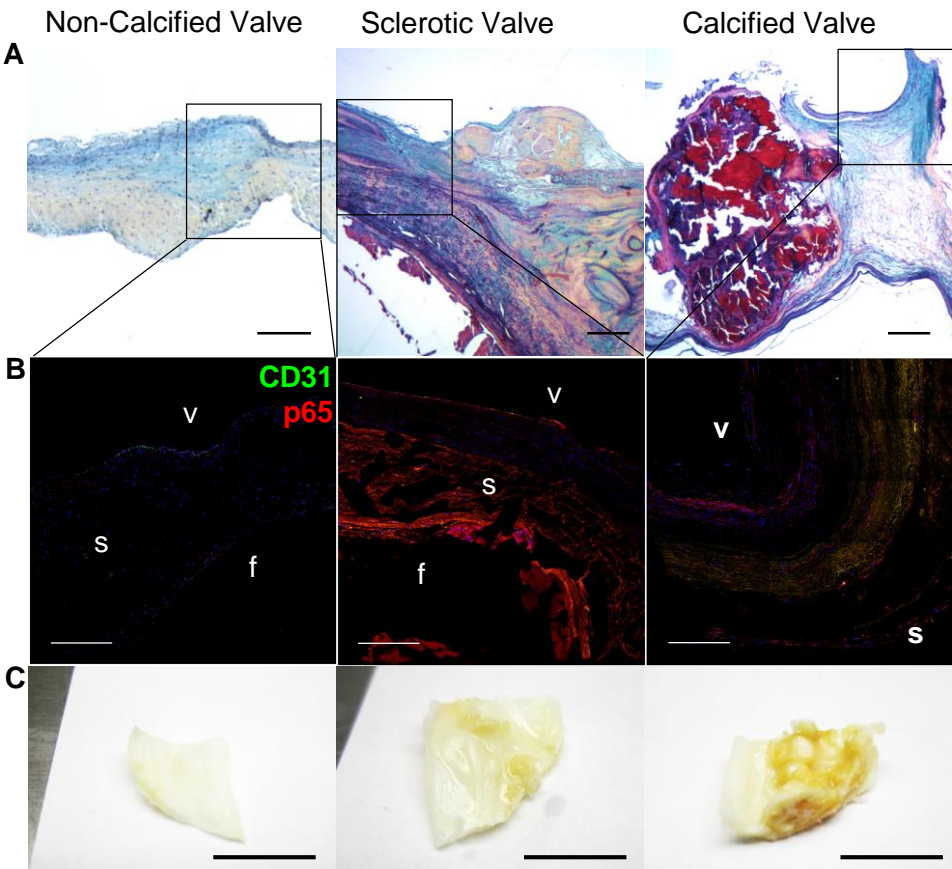 Non-Calcified Valve
Sclerotic Valve
Calcified Valve
A
B
CD31
p65
v
s
f
v
s
f
v
s
C